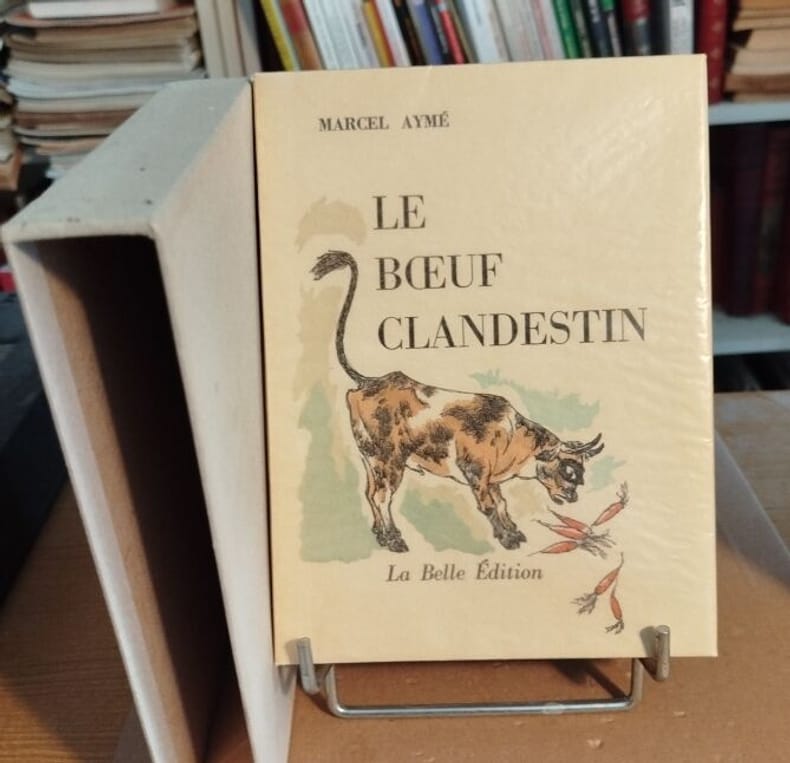 MARCEL AYMÉ
LE
BŒUF
CLANDESTIN
La Belle Édition